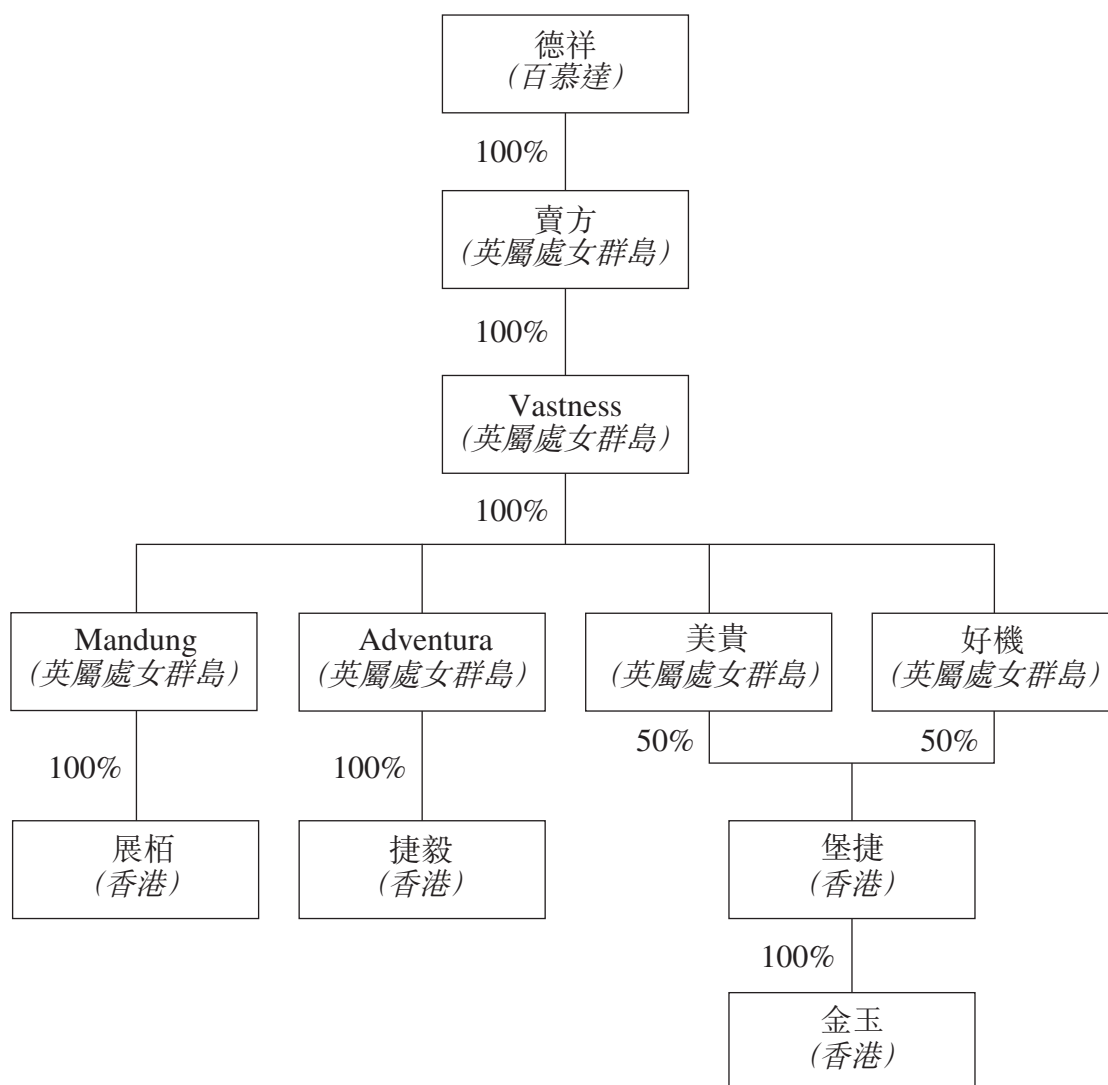 德祥
(百慕達)
100%
賣方
(英屬處女群島)
100%
Vastness
(英屬處女群島)
100%
Mandung
(英屬處女群島)
Adventura
(英屬處女群島)
美貴
(英屬處女群島)
好機
(英屬處女群島)
100%
100%
50%
50%
展栢
(香港)
捷毅
(香港)
堡捷
(香港)
100%
金玉
(香港)